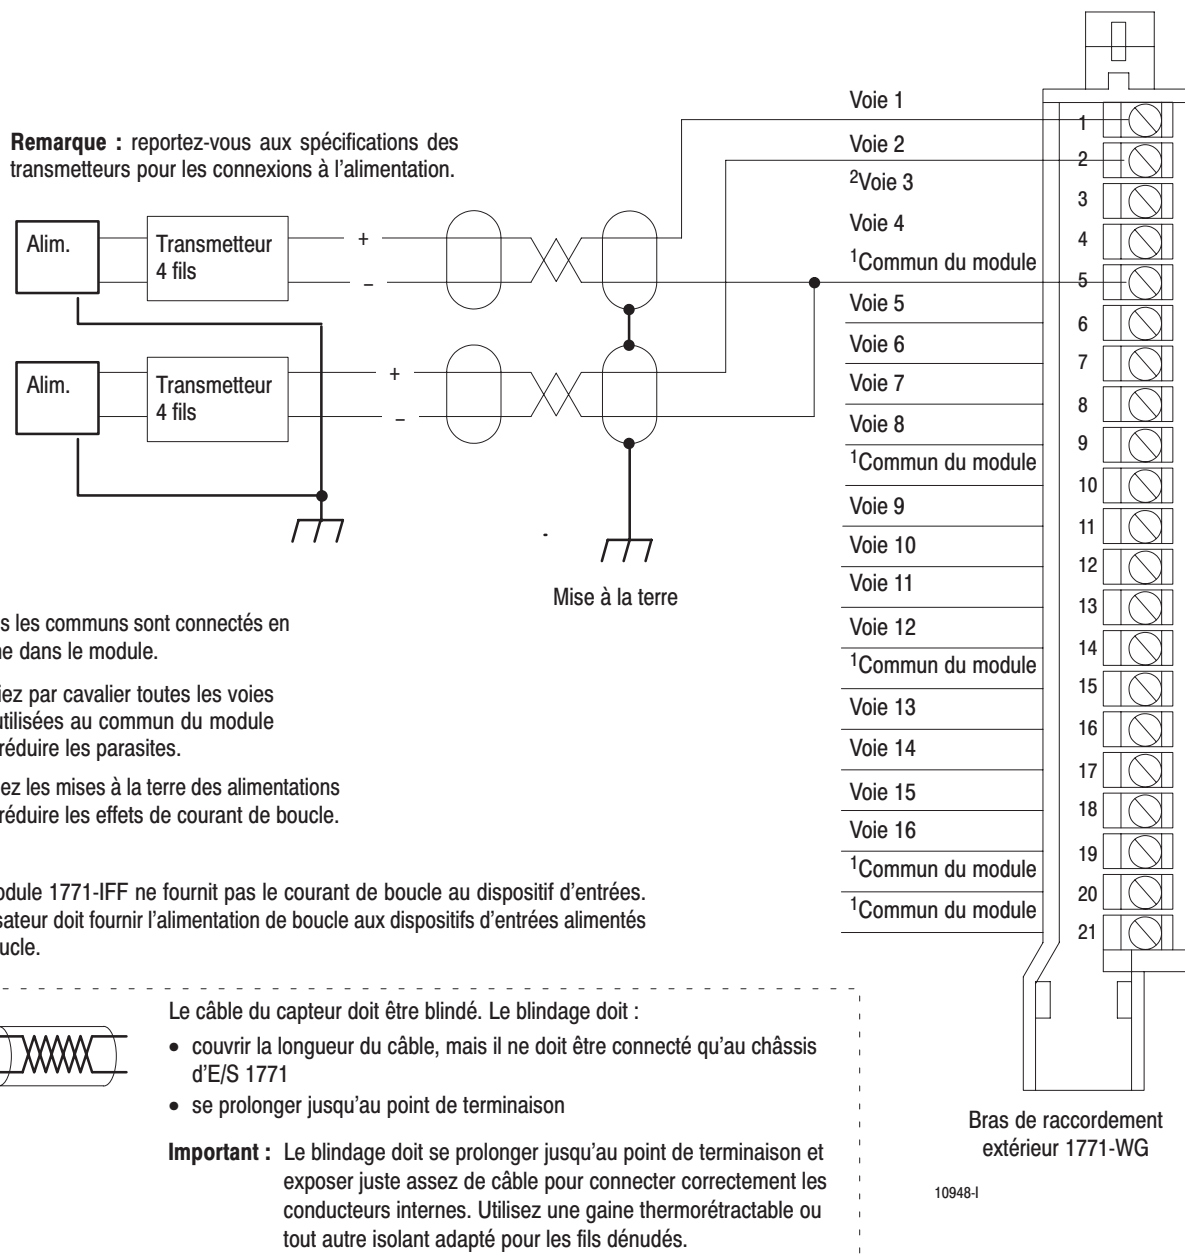 Remarque : reportez-vous aux spécifications des
transmetteurs pour les connexions à l'alimentation.
Alim.
Transmetteur
4 fils
+
–
Alim.
Transmetteur
4 fils
+
–
Mise à la terre
Voie 1
Voie 2
2Voie 3
Voie 4
1Commun du module
Voie 5
Voie 6
Voie 7
Voie 8
1Commun du module
Voie 9
Voie 10
Voie 11
Voie 12
1Commun du module
Voie 13
Voie 14
Voie 15
Voie 16
1Commun du module
1Commun du module
1
2
3
4
5
6
7
8
9
10
11
12
13
14
15
16
17
18
19
20
21
s les communs sont connectés en
ne dans le module.
iez par cavalier toutes les voies
utilisées au commun du module
réduire les parasites.
ez les mises à la terre des alimentations
réduire les effets de courant de boucle.
odule 1771-IFF ne fournit pas le courant de boucle au dispositif d'entrées.
sateur doit fournir l'alimentation de boucle aux dispositifs d'entrées alimentés
oucle.
Le câble du capteur doit être blindé. Le blindage doit :
• couvrir la longueur du câble, mais il ne doit être connecté qu'au châssis
d'E/S 1771
• se prolonger jusqu'au point de terminaison
Important : Le blindage doit se prolonger jusqu'au point de terminaison et
exposer juste assez de câble pour connecter correctement les
conducteurs internes. Utilisez une gaine thermorétractable ou
tout autre isolant adapté pour les fils dénudés.
Bras de raccordement
extérieur 1771-WG
10948-I